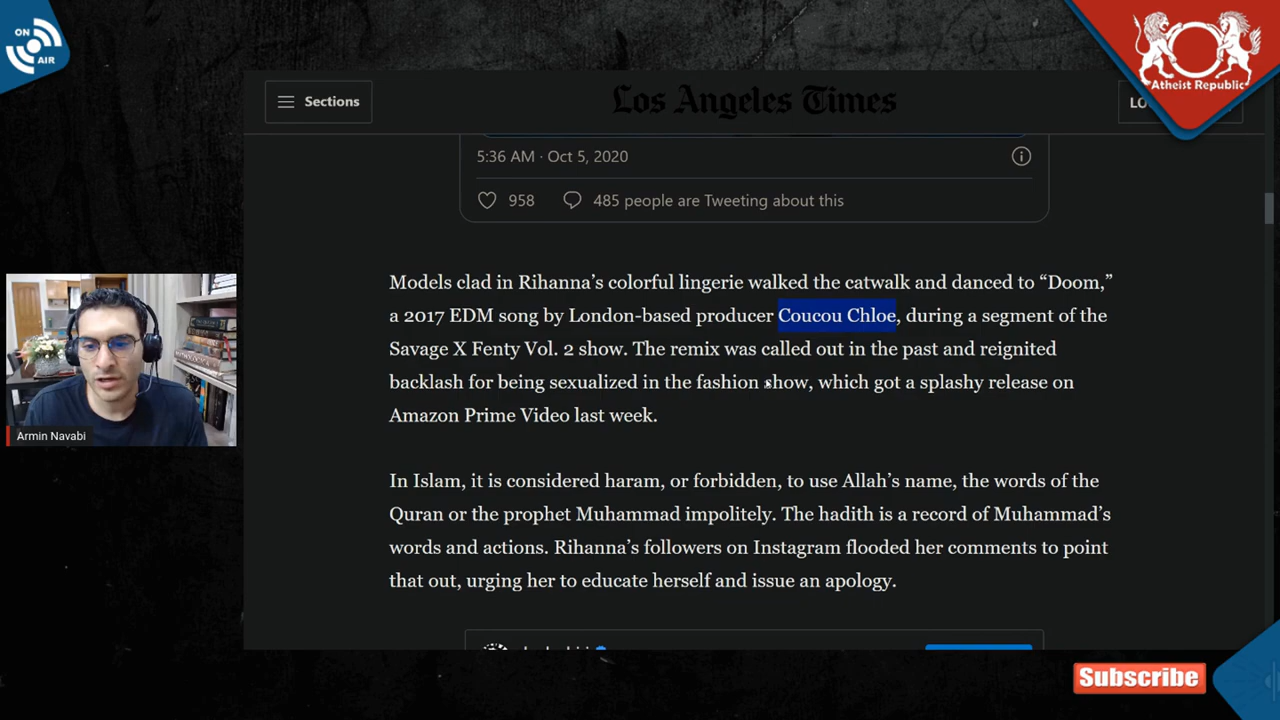 ON
AIR
Atheist Republic
Sections
Los Angeles Times
LO
5:36 AM · Oct 5, 2020
958
485 people are Tweeting about this
Models clad in Rihanna’s colorful lingerie walked the catwalk and danced to “Doom,”
a 2017 EDM song by London-based producer Coucou Chloe, during a segment of the
Savage X Fenty Vol. 2 show. The remix was called out in the past and reignited
backlash for being sexualized in the fashion show, which got a splashy release on
Amazon Prime Video last week.
Armin Navabi
In Islam, it is considered haram, or forbidden, to use Allah’s name, the words of the
Quran or the prophet Muhammad impolitely. The hadith is a record of Muhammad’s
words and actions. Rihanna’s followers on Instagram flooded her comments to point
that out, urging her to educate herself and issue an apology.
Subscribe